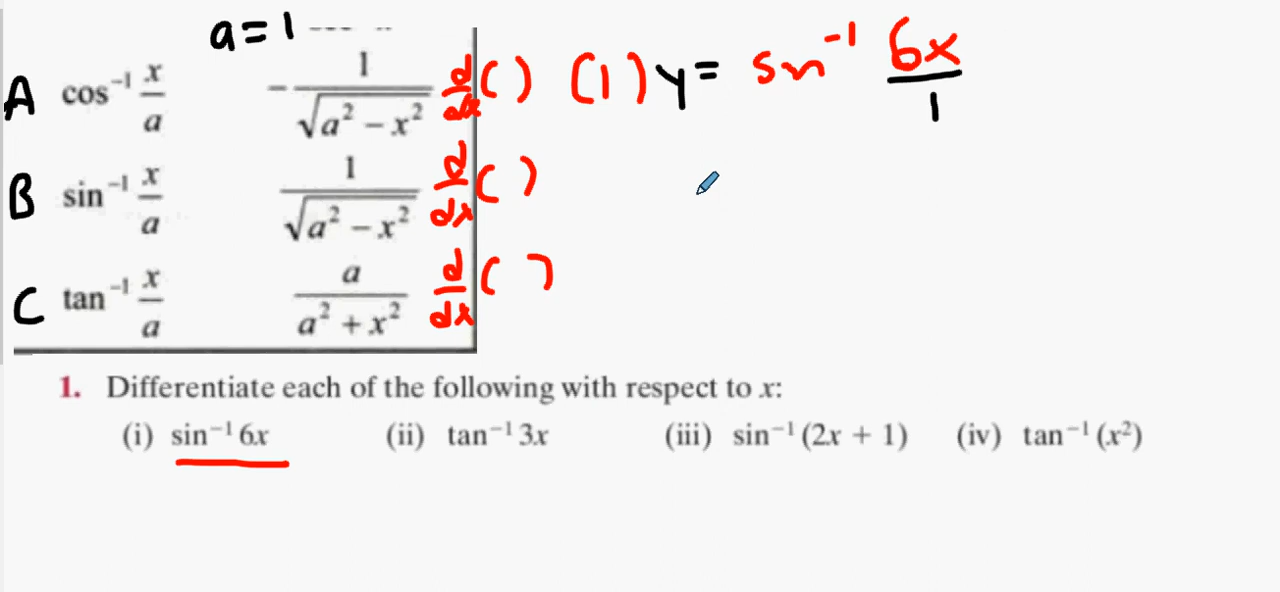 a = 1
A cos⁻¹ x/a −1/√(a² − x²) d/dx ( ) (1) y = sin⁻¹ 6x/1
B sin⁻¹ x/a 1/√(a² − x²) d/dx ( )
C tan⁻¹ x/a a/(a² + x²) d/dx ( )
1. Differentiate each of the following with respect to x:
(i) sin⁻¹ 6x (ii) tan⁻¹ 3x (iii) sin⁻¹ (2x + 1) (iv) tan⁻¹ (x²)